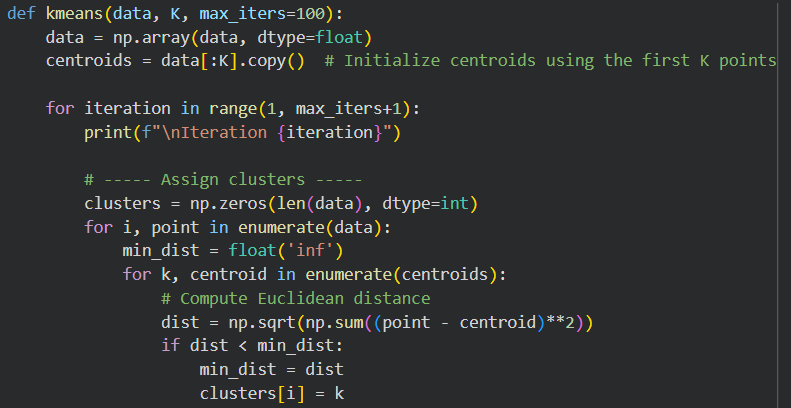 def kmeans(data, K, max_iters=100):
    data = np.array(data, dtype=float)
    centroids = data[:K].copy()  # Initialize centroids using the first K points

    for iteration in range(1, max_iters+1):
        print(f"\nIteration {iteration}")

        # ----- Assign clusters -----
        clusters = np.zeros(len(data), dtype=int)
        for i, point in enumerate(data):
            min_dist = float('inf')
            for k, centroid in enumerate(centroids):
                # Compute Euclidean distance
                dist = np.sqrt(np.sum((point - centroid)**2))
                if dist < min_dist:
                    min_dist = dist
                    clusters[i] = k